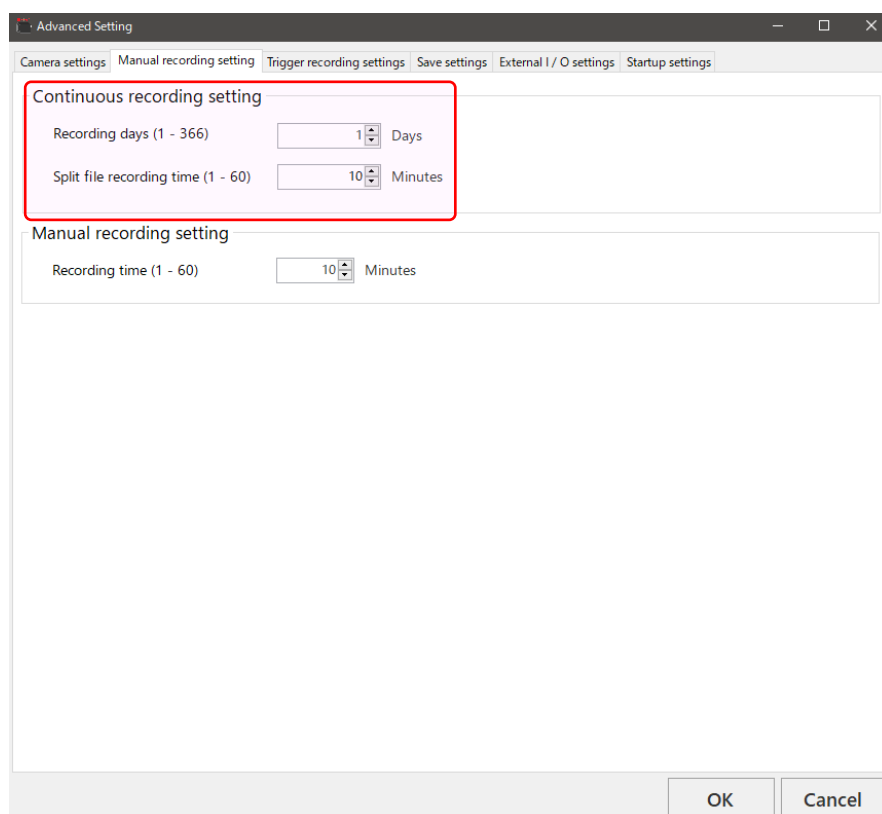 Advanced Setting
Camera settings Manual recording setting Trigger recording settings Save settings External I / O settings Startup settings
Continuous recording setting
Recording days (1 - 366) 1 Days
Split file recording time (1 - 60) 10 Minutes
Manual recording setting
Recording time (1 - 60) 10 Minutes
OK Cancel